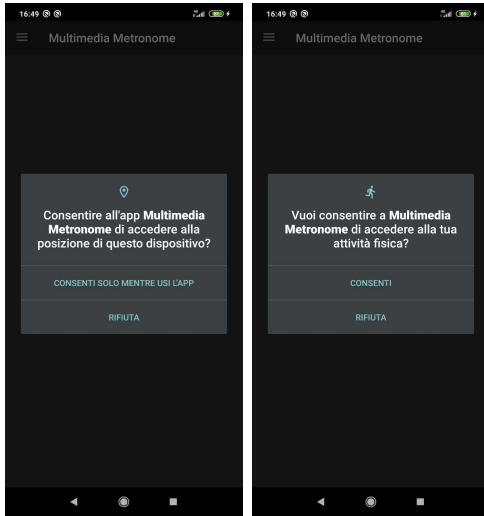 16:49
Multimedia Metronome
Consentire all'app Multimedia
Metronome di accedere alla
posizione di questo dispositivo?
CONSENTI SOLO MENTRE USI L'APP
RIFIUTA
16:49
Multimedia Metronome
Vuoi consentire a Multimedia
Metronome di accedere alla tua
attività fisica?
CONSENTI
RIFIUTA